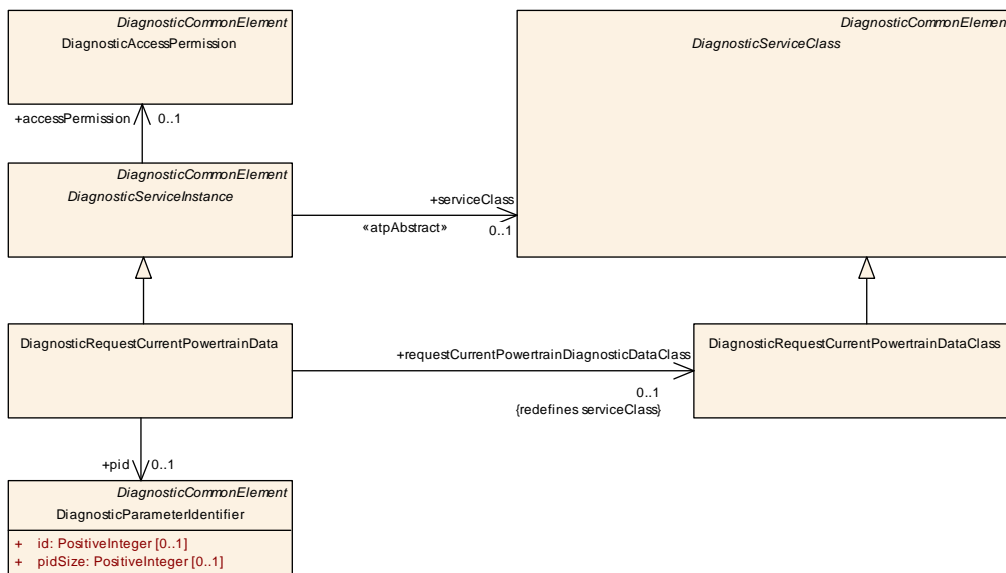 DiagnosticCommonElement
DiagnosticAccessPermission
DiagnosticCommonElement
DiagnosticServiceClass
+accessPermission 0..1
DiagnosticCommonElement
DiagnosticServiceInstance
+serviceClass
«atpAbstract» 0..1
DiagnosticRequestCurrentPowertrainData
DiagnosticRequestCurrentPowertrainDataClass
+requestCurrentPowertrainDiagnosticDataClass
0..1
{redefines serviceClass}
+pid 0..1
DiagnosticCommonElement
DiagnosticParameterIdentifier
+ id: PositiveInteger [0..1]
+ pidSize: PositiveInteger [0..1]